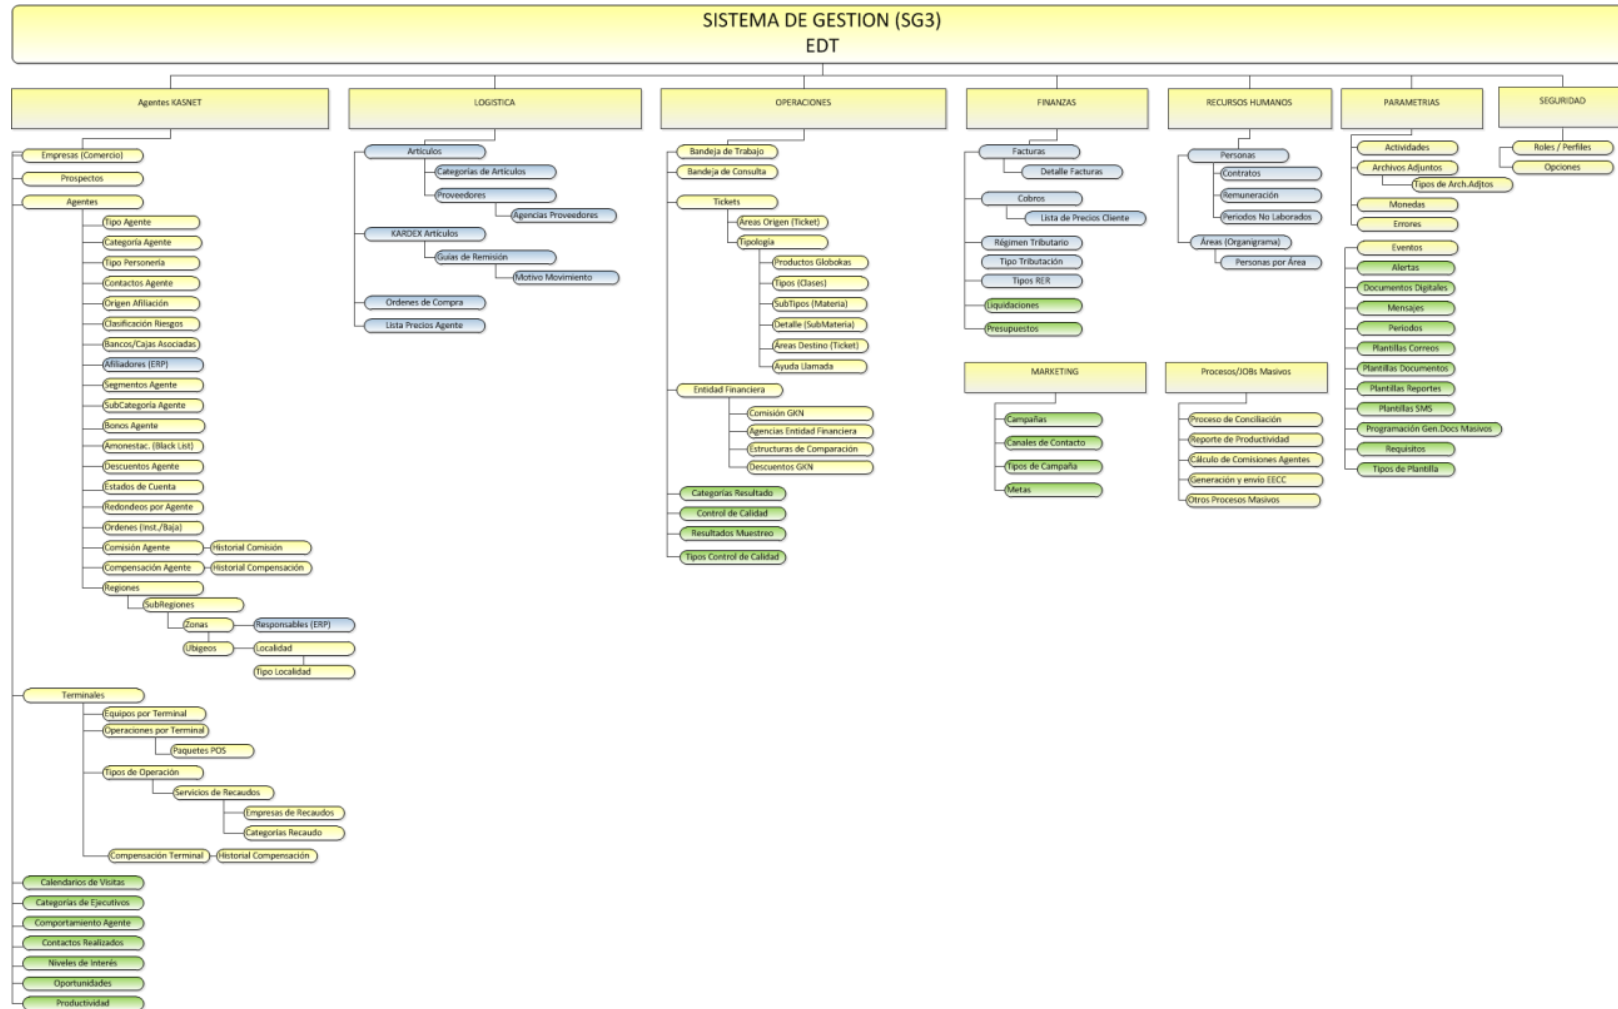 SISTEMA DE GESTION (SG3)
EDT
Agentes KASNET
Empresas (Comercio)
Prospectos
Agentes
Tipo Agente
Categoría Agente
Tipo Personería
Contactos Agente
Origen Afiliación
Clasificación Riesgos
Bancos/Cajas Asociadas
Afiliadores (ERP)
Segmentos Agente
SubCategoría Agente
Bonos Agente
Amonestac. (Black List)
Descuentos Agente
Estados de Cuenta
Redondeos por Agente
Ordenes (Inst./Baja)
Comisión Agente
Historial Comisión
Compensación Agente
Historial Compensación
Regiones
SubRegiones
Zonas
Responsables (ERP)
Ubigeos
Localidad
Tipo Localidad
Terminales
Equipos por Terminal
Operaciones por Terminal
Paquetes POS
Tipos de Operación
Servicios de Recaudos
Empresas de Recaudos
Categorías Recaudo
Compensación Terminal
Historial Compensación
Calendarios de Visitas
Categorías de Ejecutivos
Comportamiento Agente
Contactos Realizados
Niveles de Interés
Oportunidades
Productividad
LOGISTICA
Artículos
Categorías de Artículos
Proveedores
Agencias Proveedores
KARDEX Artículos
Guías de Remisión
Motivo Movimiento
Ordenes de Compra
Lista Precios Agente
OPERACIONES
Bandeja de Trabajo
Bandeja de Consulta
Tickets
Áreas Origen (Ticket)
Tipología
Productos Globokas
Tipos (Clases)
SubTipos (Materia)
Detalle (SubMateria)
Áreas Destino (Ticket)
Ayuda Llamada
Entidad Financiera
Comisión GKN
Agencias Entidad Financiera
Estructuras de Comparación
Descuentos GKN
Categorías Resultado
Control de Calidad
Resultados Muestreo
Tipos Control de Calidad
FINANZAS
Facturas
Detalle Facturas
Cobros
Lista de Precios Cliente
Régimen Tributario
Tipo Tributación
Tipos RER
Liquidaciones
Presupuestos
MARKETING
Campañas
Canales de Contacto
Tipos de Campaña
Metas
RECURSOS HUMANOS
Personas
Contratos
Remuneración
Periodos No Laborados
Áreas (Organigrama)
Personas por Área
Procesos/JOBs Masivos
Proceso de Conciliación
Reporte de Productividad
Cálculo de Comisiones Agentes
Generación y envío EECC
Otros Procesos Masivos
PARAMETRIAS
Actividades
Archivos Adjuntos
Tipos de Arch.Adjtos
Monedas
Errores
Eventos
Alertas
Documentos Digitales
Mensajes
Periodos
Plantillas Correos
Plantillas Documentos
Plantillas Reportes
Plantillas SMS
Programación Gen.Docs Masivos
Requisitos
Tipos de Plantilla
SEGURIDAD
Roles / Perfiles
Opciones